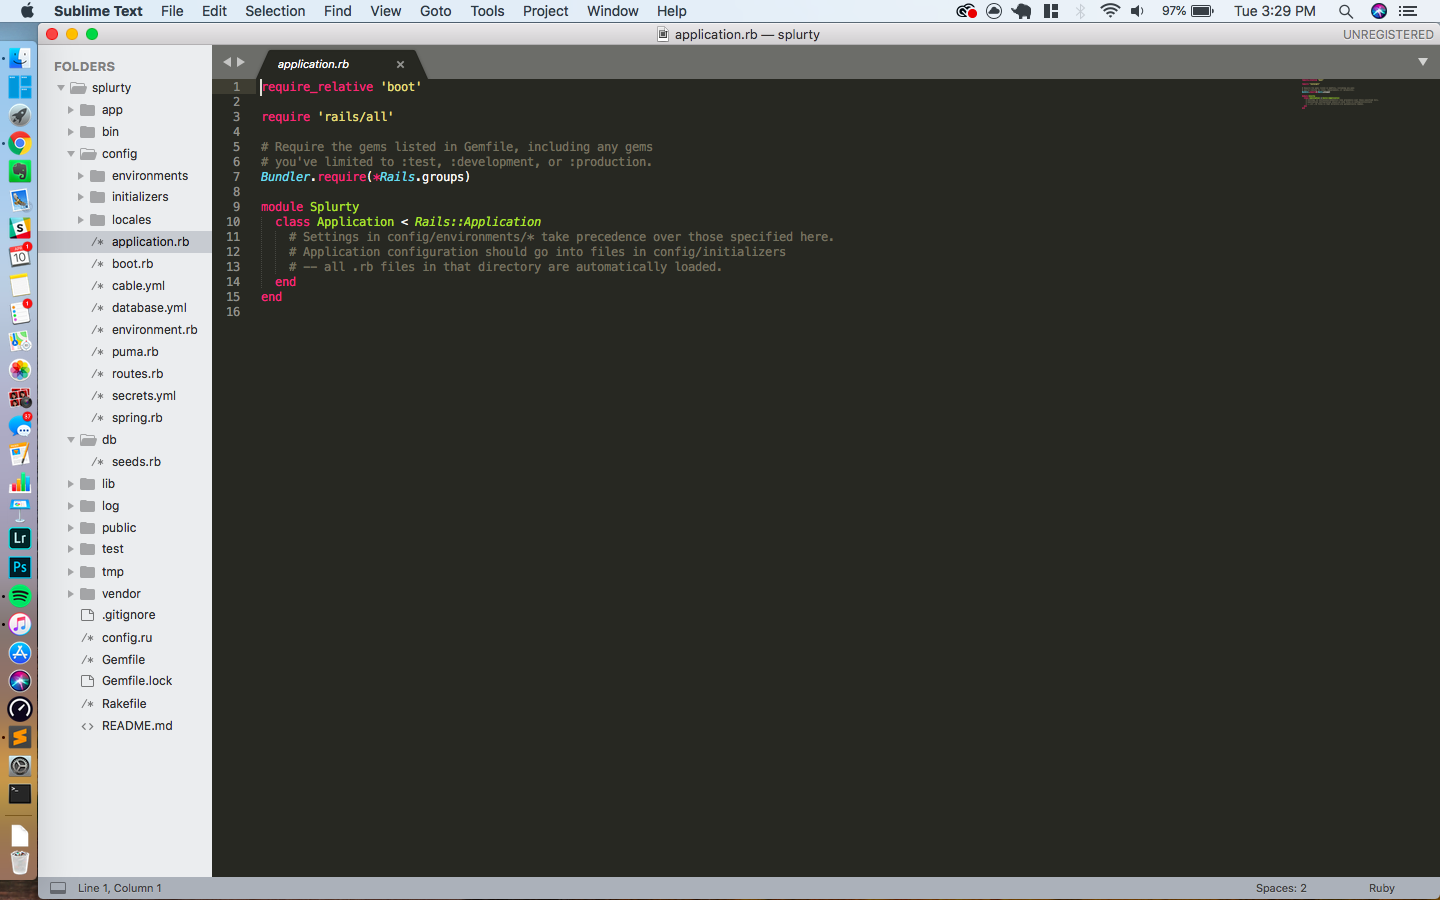 Sublime Text File Edit Selection Find View Goto Tools Project Window Help 97% Tue 3:29 PM
application.rb — splurty UNREGISTERED
FOLDERS
splurty
app
bin
config
environments
initializers
locales
/* application.rb
/* boot.rb
/* cable.yml
/* database.yml
/* environment.rb
/* puma.rb
/* routes.rb
/* secrets.yml
/* spring.rb
db
/* seeds.rb
lib
log
public
test
tmp
vendor
.gitignore
/* config.ru
/* Gemfile
Gemfile.lock
/* Rakefile
<> README.md
application.rb ×
1 require_relative 'boot'
2
3 require 'rails/all'
4
5 # Require the gems listed in Gemfile, including any gems
6 # you've limited to :test, :development, or :production.
7 Bundler.require(*Rails.groups)
8
9 module Splurty
10 class Application < Rails::Application
11 # Settings in config/environments/* take precedence over those specified here.
12 # Application configuration should go into files in config/initializers
13 # -- all .rb files in that directory are automatically loaded.
14 end
15 end
16
S
1
10
1
Lr
Ps
Line 1, Column 1 Spaces: 2 Ruby